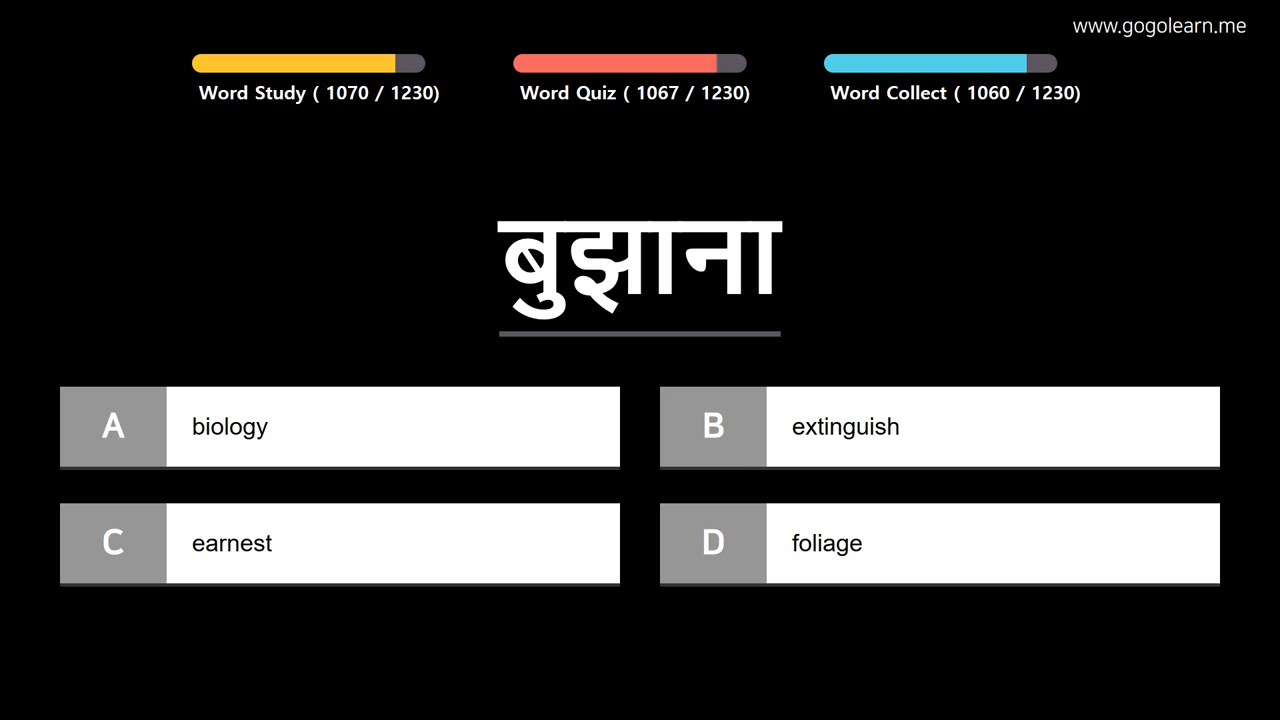 www.gogolearn.me
Word Study ( 1070 / 1230)
Word Quiz ( 1067 / 1230)
Word Collect ( 1060 / 1230)
बुझाना
A biology
B extinguish
C earnest
D foliage